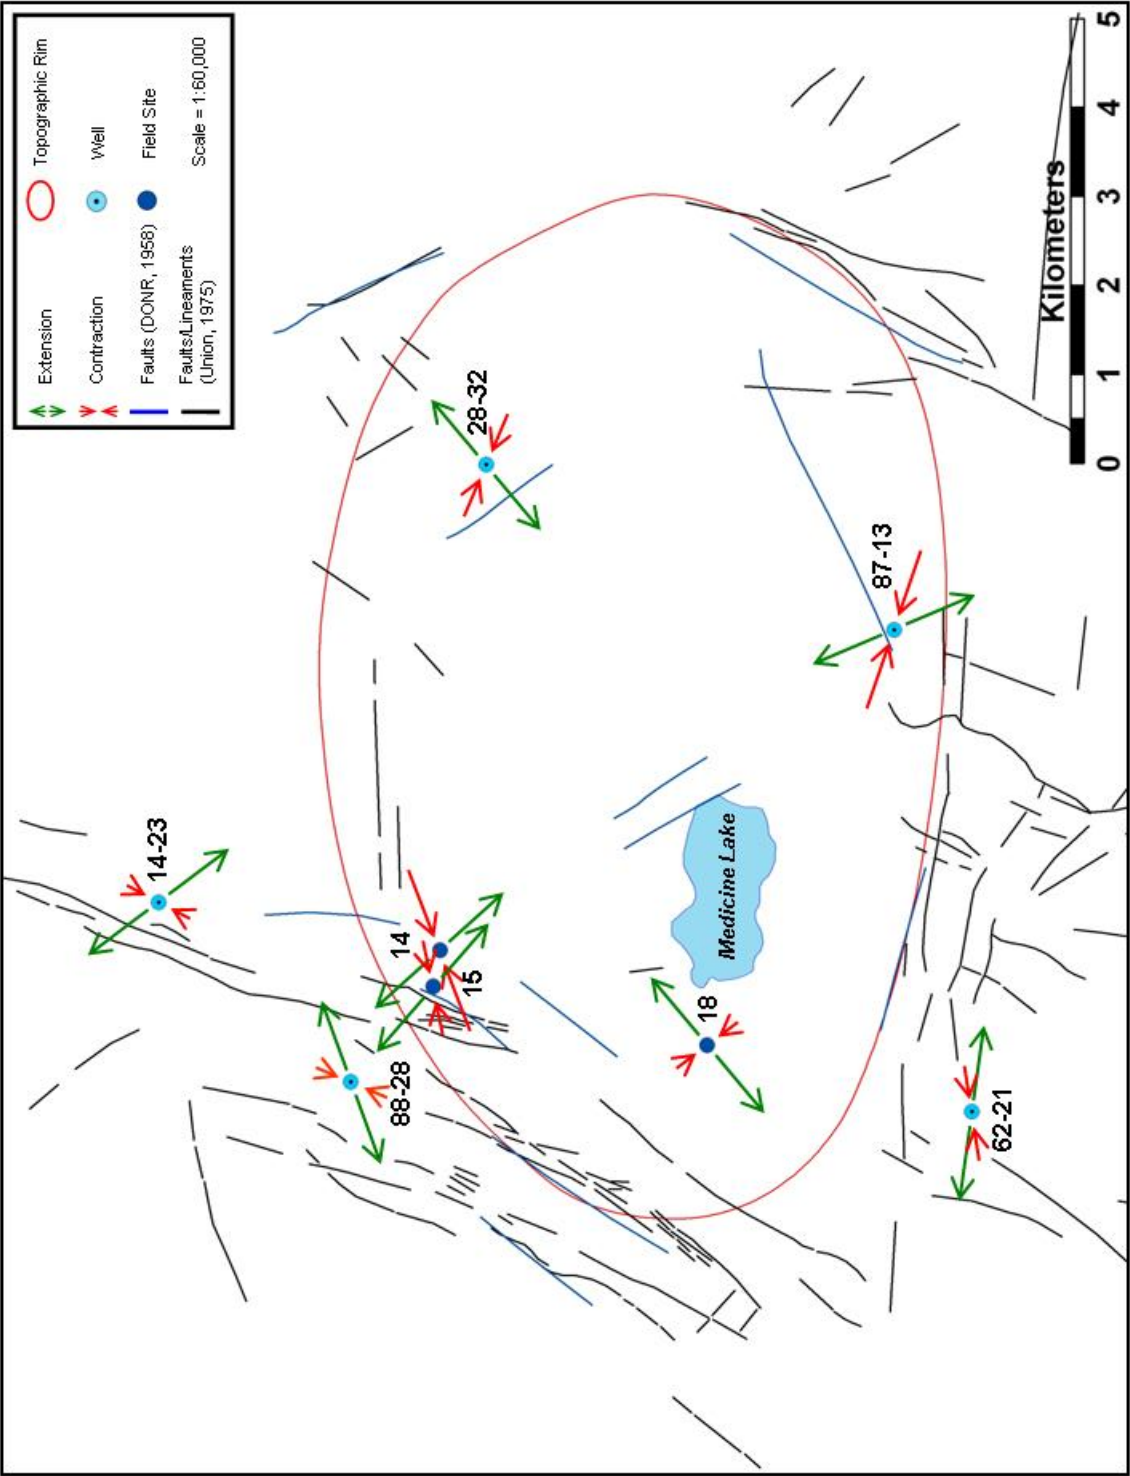 Extension
Topographic Rim
Contraction
Well
Faults (DONR, 1958)
Field Site
Faults/Lineaments
(Union, 1975)
Scale = 1:60,000
14-23
88-28
14
15
28-32
18
Medicine Lake
87-13
62-21
Kilometers
0 1 2 3 4 5